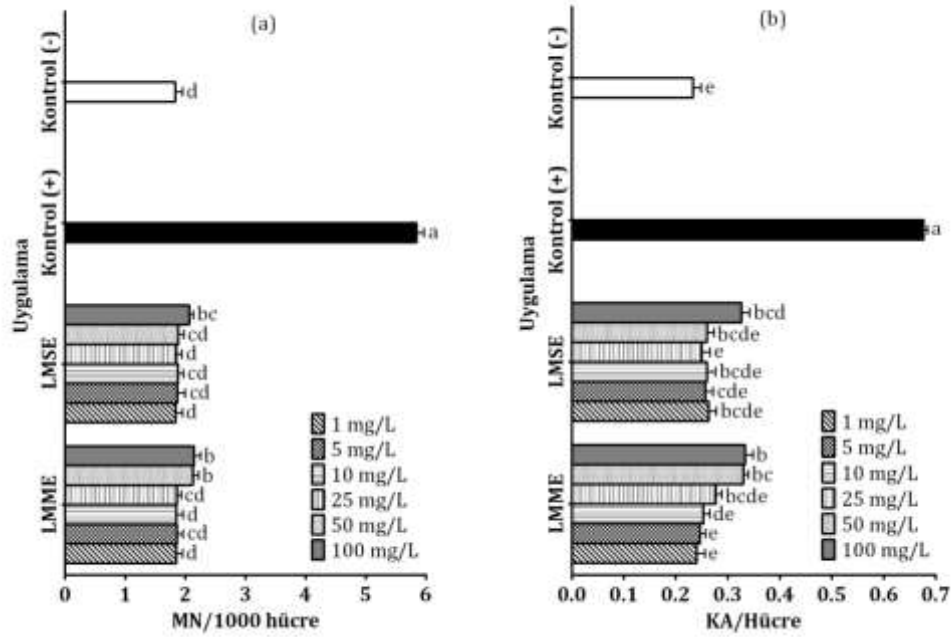 (a)
Kontrol (-)
d
Kontrol (+)
a
Uygulama
LMSE
bc
cd
d
cd
cd
d
LMME
b
b
cd
d
cd
d
1 mg/L
5 mg/L
10 mg/L
25 mg/L
50 mg/L
100 mg/L
0 1 2 3 4 5 6
MN/1000 hücre
(b)
Kontrol (-)
e
Kontrol (+)
a
Uygulama
LMSE
bcd
bcde
e
bcde
cde
bcde
LMME
b
bc
bcde
de
e
e
1 mg/L
5 mg/L
10 mg/L
25 mg/L
50 mg/L
100 mg/L
0.0 0.1 0.2 0.3 0.4 0.5 0.6 0.7
KA/Hücre